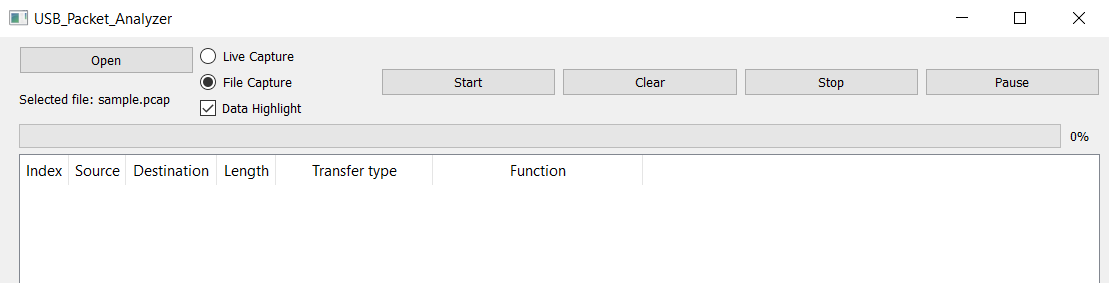 USB_Packet_Analyzer
Open
Live Capture
File Capture
Start
Clear
Stop
Pause
Selected file: sample.pcap
Data Highlight
0%
Index Source Destination Length Transfer type Function